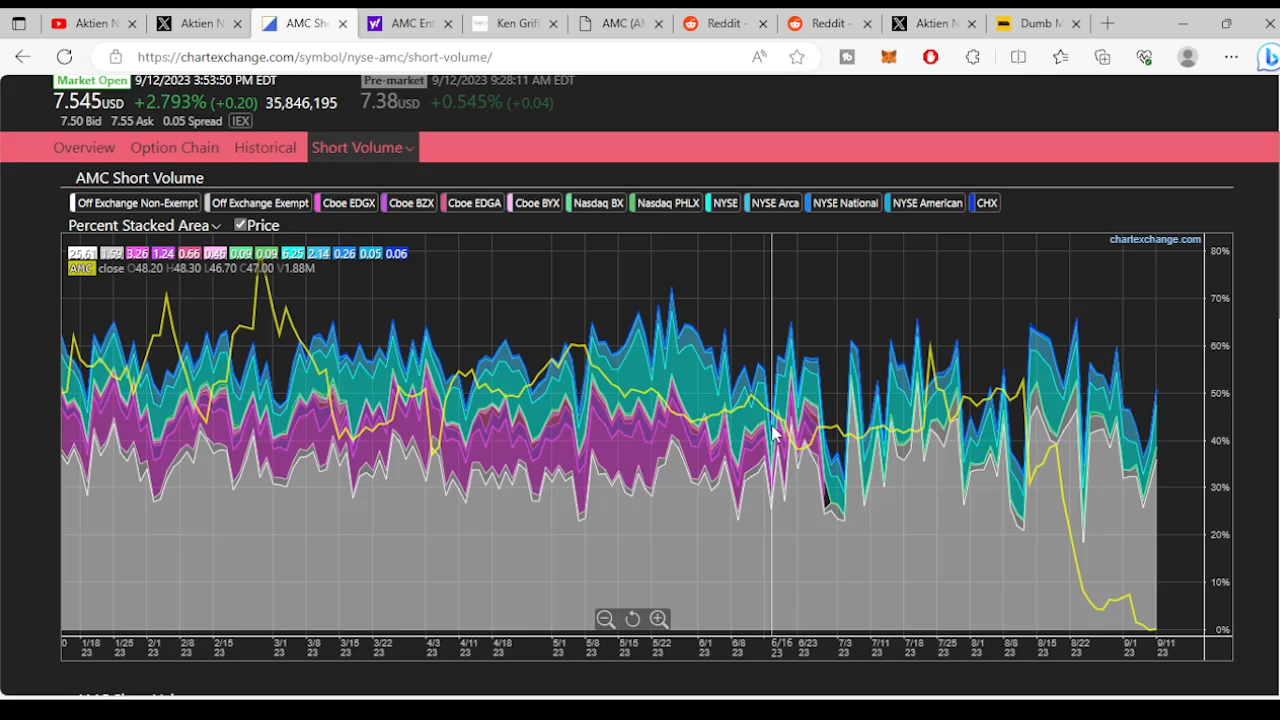 Aktien N Aktien N AMC Sh AMC Ent Ken Griff AMC (A Reddit - Reddit - Aktien N Dumb M
https://chartexchange.com/symbol/nyse-amc/short-volume/
Market Open 9/12/2023 3:53:50 PM EDT Pre-market 9/12/2023 9:28:11 AM EDT
7.545USD +2.793% (+0.20) 35,846,195 7.38USD +0.545% (+0.04)
7.50 Bid 7.55 Ask 0.05 Spread IEX
Overview Option Chain Historical Short Volume
AMC Short Volume
Off Exchange Non-Exempt Off Exchange Exempt Cboe EDGX Cboe BZX Cboe EDGA Cboe BYX Nasdaq BX Nasdaq PHLX NYSE NYSE Arca NYSE National NYSE American CHX
Percent Stacked Area Price
25.61 1.59 3.26 1.24 0.66 0.46 0.09 0.09 6.25 2.14 0.26 0.05 0.06
chartexchange.com
AMC close O48.20 H48.30 L46.70 C47.00 V1.88M
80%
70%
60%
50%
40%
30%
20%
10%
0%
0 1/18 1/25 2/1 2/8 2/15 3/1 3/8 3/15 3/22 4/3 4/11 4/18 5/1 5/8 5/15 5/22 6/1 6/8 6/16 6/23 7/3 7/11 7/18 7/25 8/1 8/8 8/15 8/22 9/1 9/11
23 23 23 23 23 23 23 23 23 23 23 23 23 23 23 23 23 23 23 23 23 23 23 23 23 23 23 23 23 23